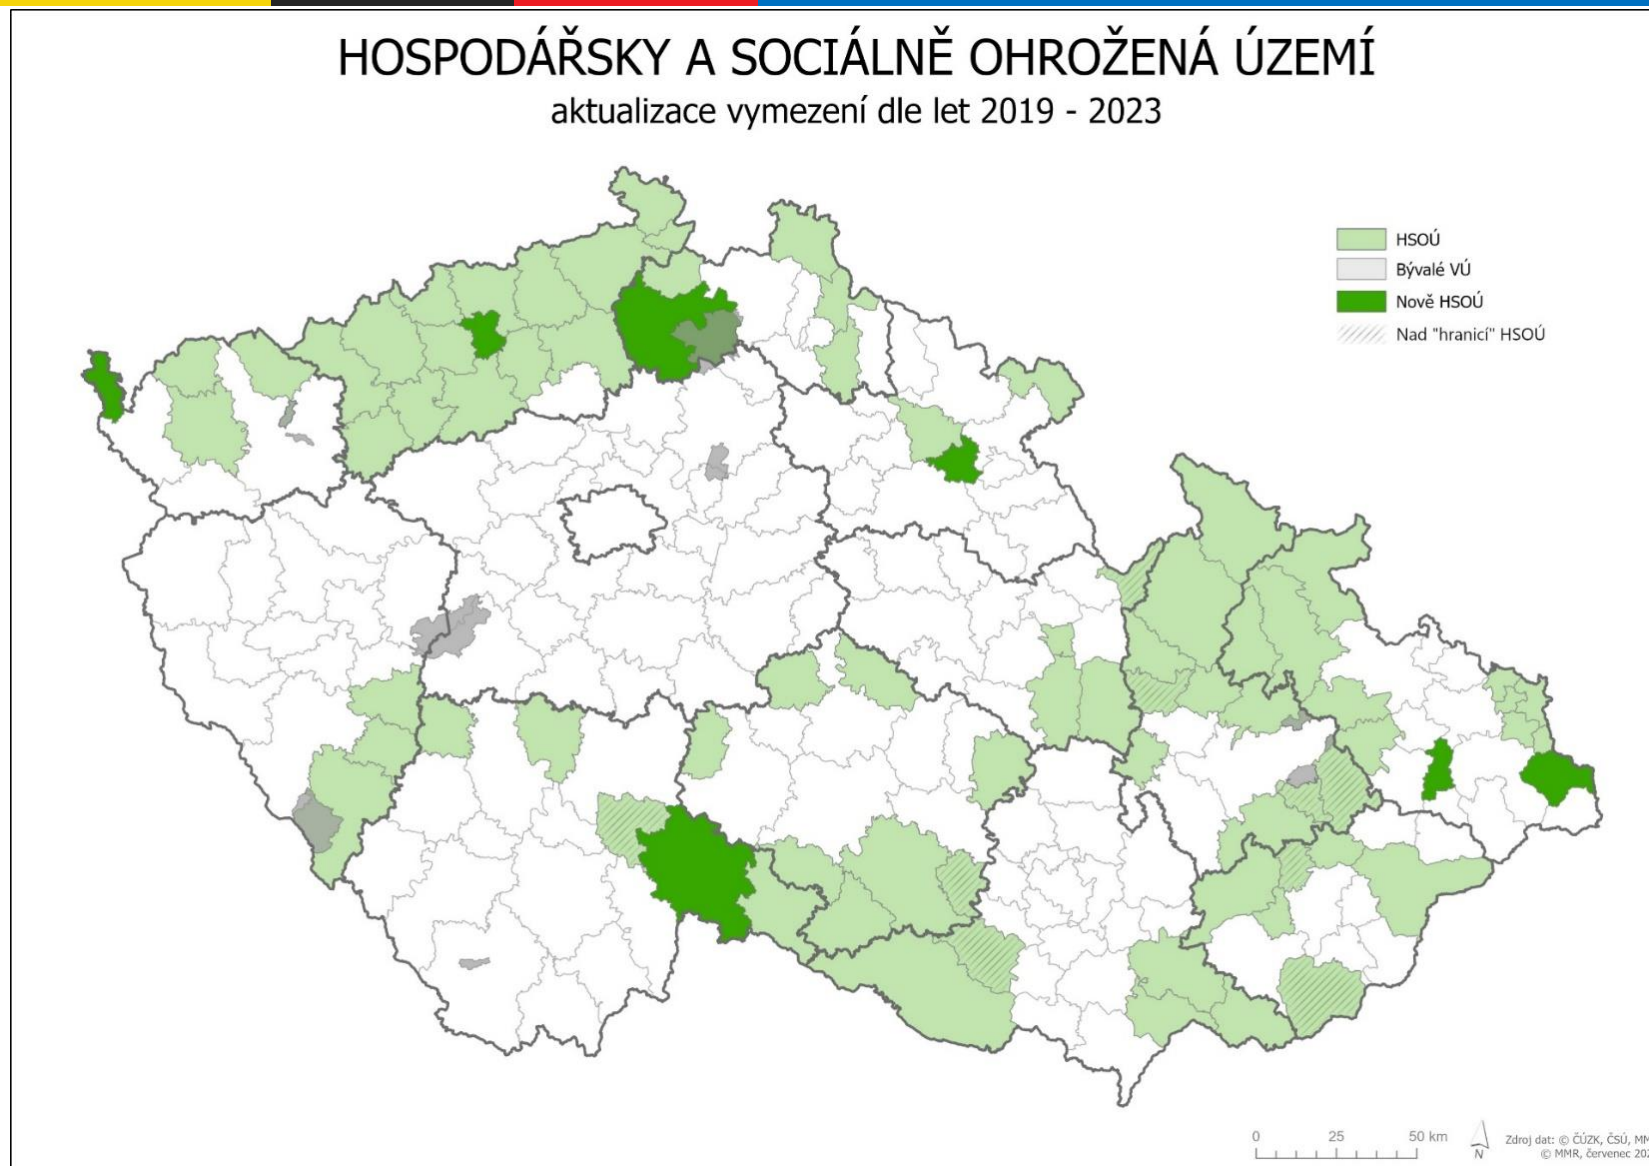 HOSPODÁŘSKY A SOCIÁLNĚ OHROŽENÁ ÚZEMÍ
aktualizace vymezení dle let 2019 - 2023
HSOÚ
Bývalé VÚ
Nově HSOÚ
Nad "hranicí" HSOÚ
0 25 50 km
N
Zdroj dat: © ČÚZK, ČSÚ,
© MMR, červenec